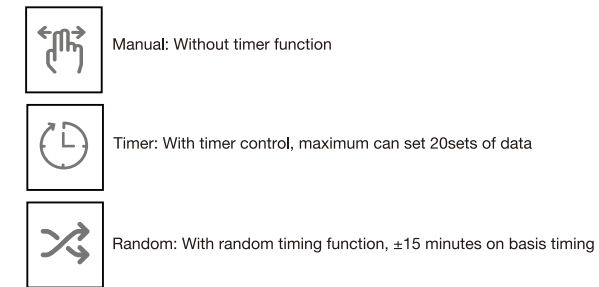 Manual: Without timer function
Timer: With timer control, maximum can set 20sets of data
Random: With random timing function, ±15 minutes on basis timing